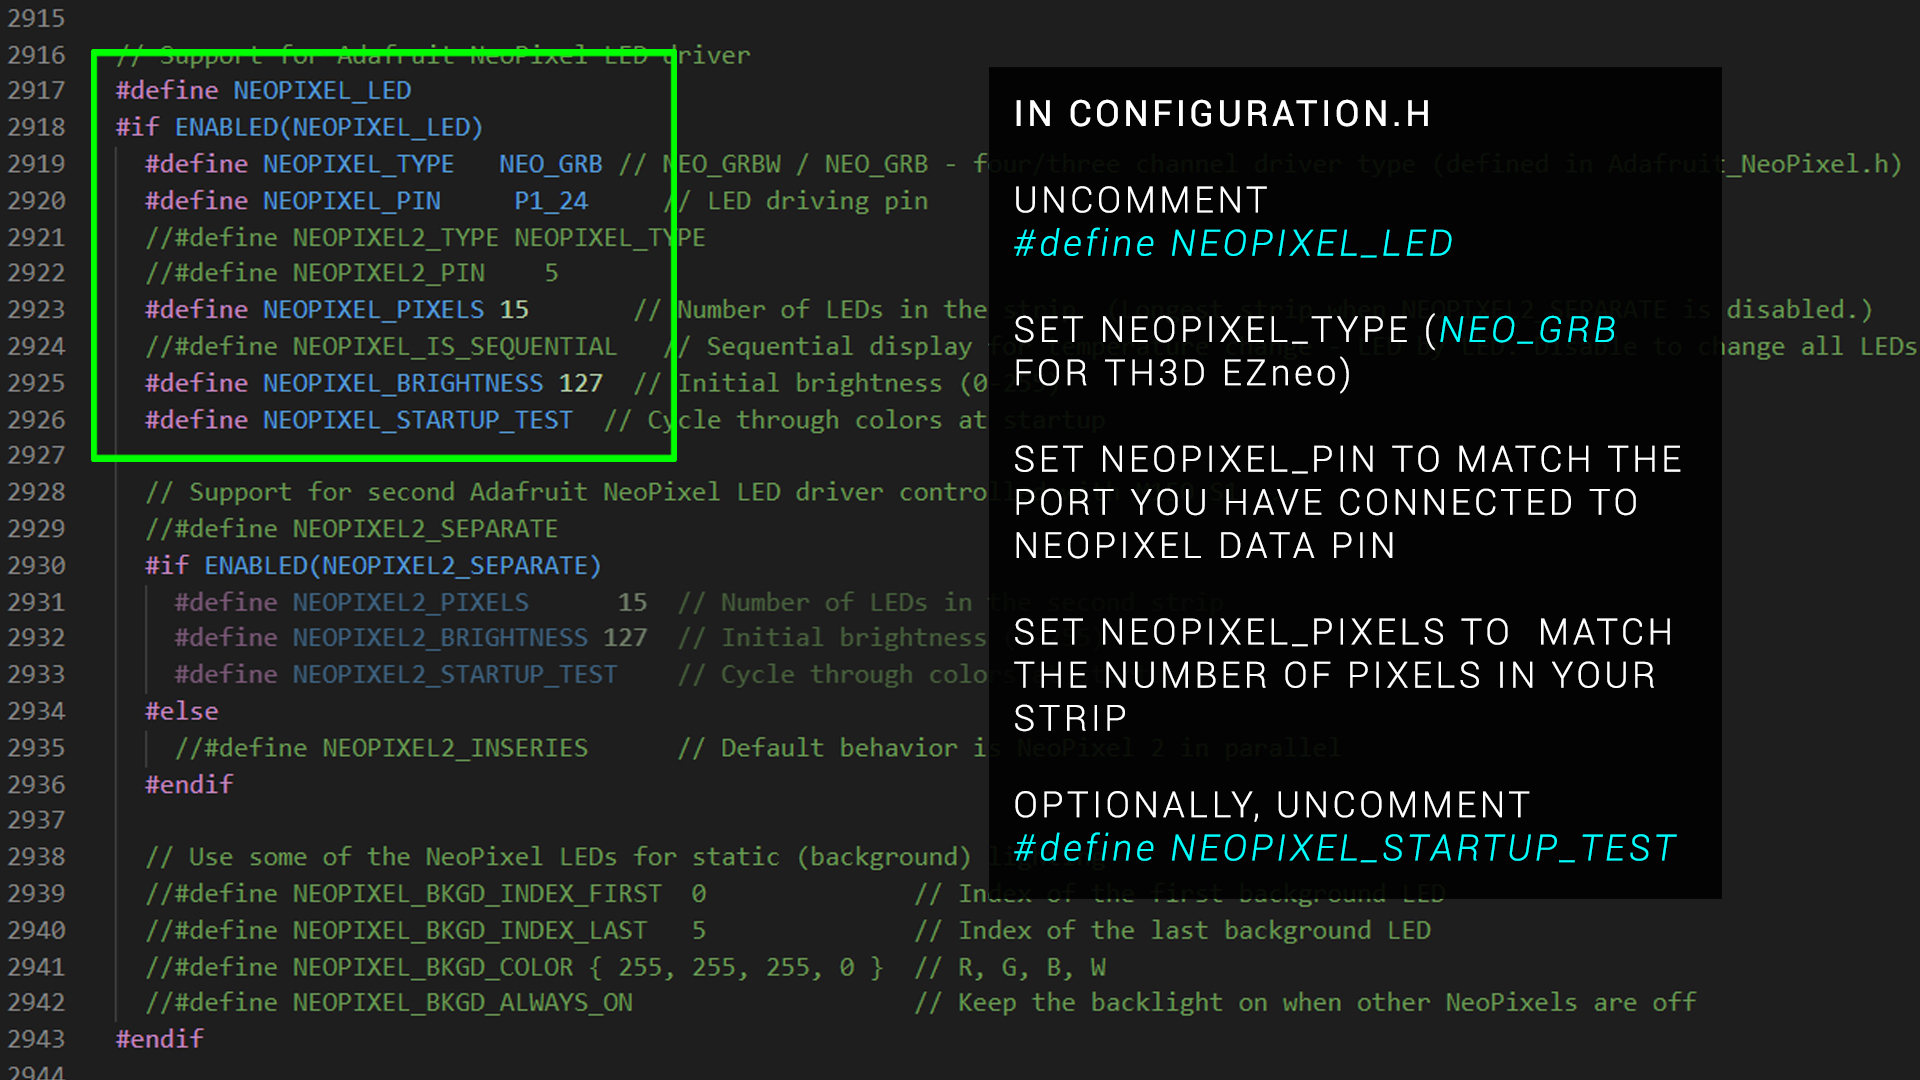 2915
2916 // Support for Adafruit NeoPixel LED driver
2917 #define NEOPIXEL_LED
2918 #if ENABLED(NEOPIXEL_LED)
2919 #define NEOPIXEL_TYPE NEO_GRB // NEO_GRBW / NEO_GRB - four/three channel driver type (defined in Adafruit_NeoPixel.h)
2920 #define NEOPIXEL_PIN P1_24 // LED driving pin
2921 //#define NEOPIXEL2_TYPE NEOPIXEL_TYPE
2922 //#define NEOPIXEL2_PIN 5
2923 #define NEOPIXEL_PIXELS 15 // Number of LEDs in the strip. (Longest strip when NEOPIXEL2_SEPARATE is disabled.)
2924 //#define NEOPIXEL_IS_SEQUENTIAL // Sequential display for temperature change - LED by LED. Disable to change all LEDs
2925 #define NEOPIXEL_BRIGHTNESS 127 // Initial brightness (0-255)
2926 #define NEOPIXEL_STARTUP_TEST // Cycle through colors at startup
2927
2928 // Support for second Adafruit NeoPixel LED driver controlled with M150 S1
2929 //#define NEOPIXEL2_SEPARATE
2930 #if ENABLED(NEOPIXEL2_SEPARATE)
2931 #define NEOPIXEL2_PIXELS 15 // Number of LEDs in the second strip
2932 #define NEOPIXEL2_BRIGHTNESS 127 // Initial brightness
2933 #define NEOPIXEL2_STARTUP_TEST // Cycle through colors
2934 #else
2935 //#define NEOPIXEL2_INSERIES // Default behavior is NeoPixel 2 in parallel
2936 #endif
2937
2938 // Use some of the NeoPixel LEDs for static (background)
2939 //#define NEOPIXEL_BKGD_INDEX_FIRST 0 // Index of the first background LED
2940 //#define NEOPIXEL_BKGD_INDEX_LAST 5 // Index of the last background LED
2941 //#define NEOPIXEL_BKGD_COLOR { 255, 255, 255, 0 } // R, G, B, W
2942 //#define NEOPIXEL_BKGD_ALWAYS_ON // Keep the backlight on when other NeoPixels are off
2943 #endif
2944
IN CONFIGURATION.H
UNCOMMENT
#define NEOPIXEL_LED
SET NEOPIXEL_TYPE (NEO_GRB
FOR TH3D EZneo)
SET NEOPIXEL_PIN TO MATCH THE
PORT YOU HAVE CONNECTED TO
NEOPIXEL DATA PIN
SET NEOPIXEL_PIXELS TO MATCH
THE NUMBER OF PIXELS IN YOUR
STRIP
OPTIONALLY, UNCOMMENT
#define NEOPIXEL_STARTUP_TEST